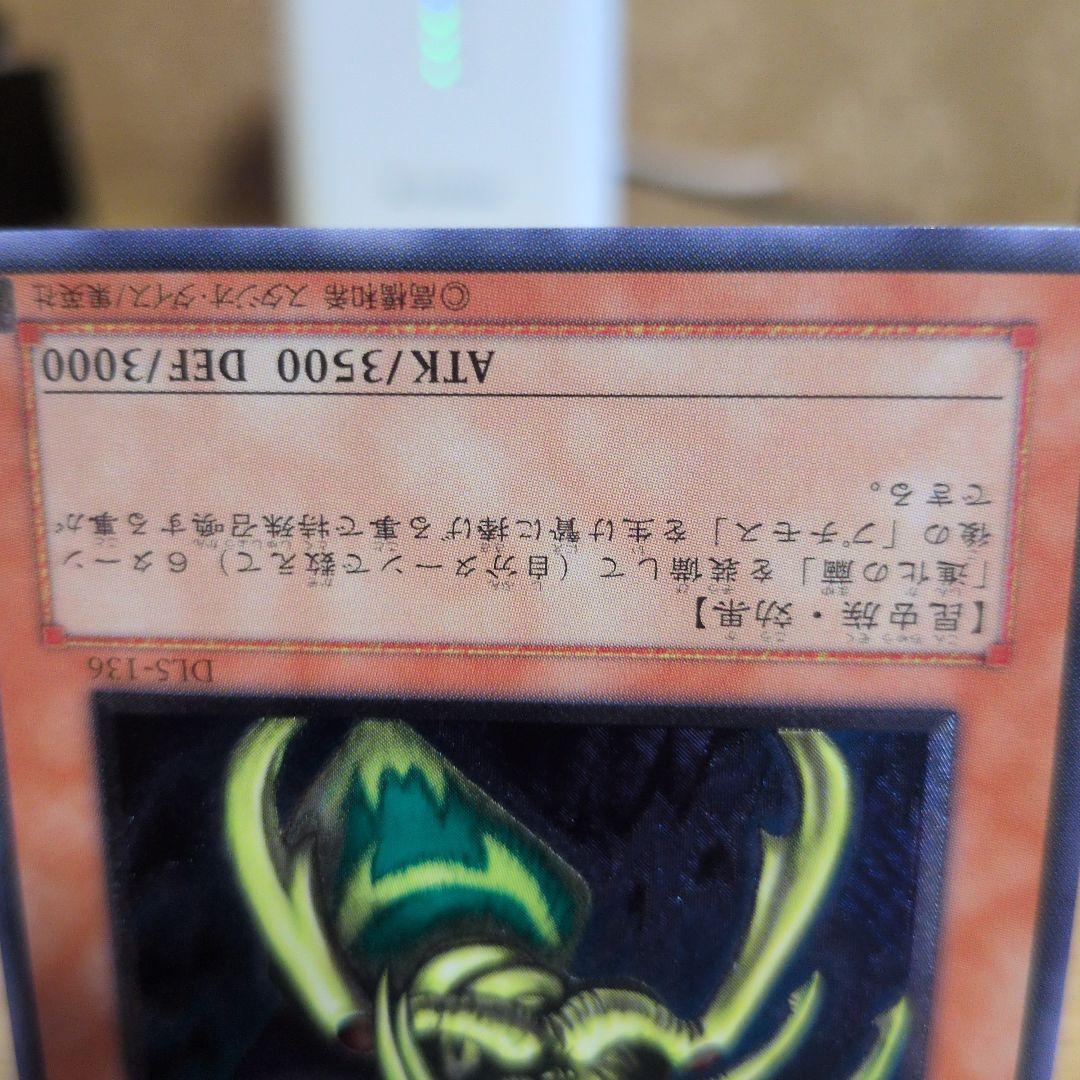 DLS-136
【昆虫族・効果】
「進化の繭」を装備して（自分ターンで数えて）６ターン
後の「プチモス」を生け贄に捧げる事で特殊召喚する事が
できる。
ATK/3500 DEF/3000
©高橋和希 スタジオ・ダイス/集英社